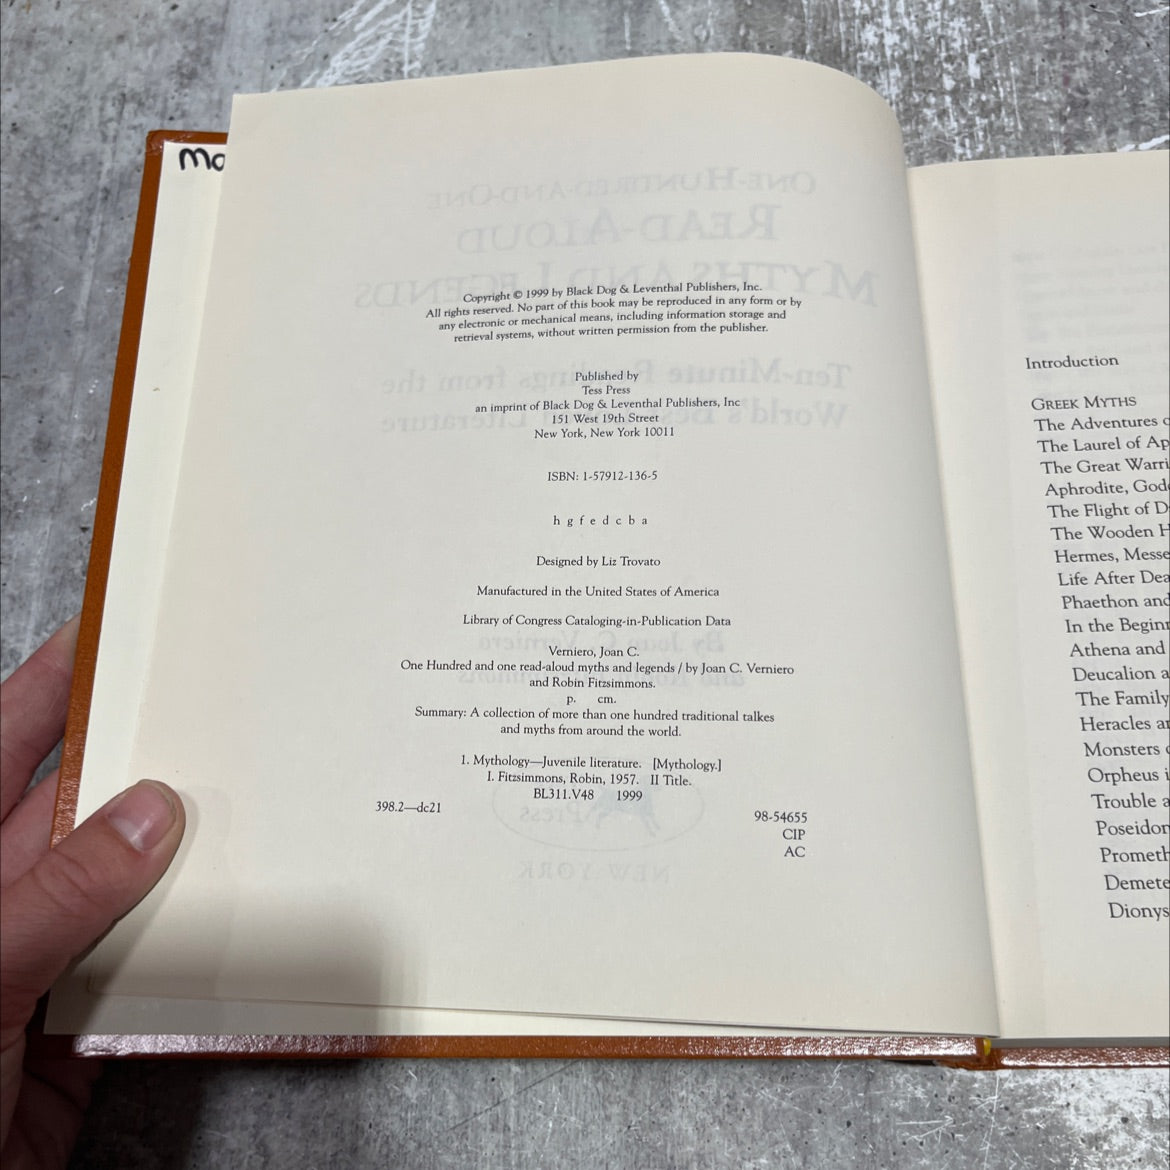 Mo
Copyright © 1999 by Black Dog & Leventhal Publishers, Inc.
All rights reserved. No part of this book may be reproduced in any form or by
any electronic or mechanical means, including information storage and
retrieval systems, without written permission from the publisher.
Published by
Tess Press
an imprint of Black Dog & Leventhal Publishers, Inc
151 West 19th Street
New York, New York 10011
ISBN: 1-57912-136-5
h g f e d c b a
Designed by Liz Trovato
Manufactured in the United States of America
Library of Congress Cataloging-in-Publication Data
Verniero, Joan C.
One Hundred and one read-aloud myths and legends / by Joan C. Verniero
and Robin Fitzsimmons.
p. cm.
Summary: A collection of more than one hundred traditional talkes
and myths from around the world.
1. Mythology—Juvenile literature. [Mythology.]
I. Fitzsimmons, Robin, 1957. II Title.
BL311.V48 1999
398.2—dc21
98-54655
CIP
AC
Introduction
GREEK MYTHS
The Adventures
The Laurel of Ap
The Great Warri
Aphrodite, Godd
The Flight of D
The Wooden H
Hermes, Messe
Life After Dea
Phaethon and
In the Beginn
Athena and
Deucalion a
The Family
Heracles an
Monsters
Orpheus i
Trouble a
Poseidon
Prometh
Demete
Dionys